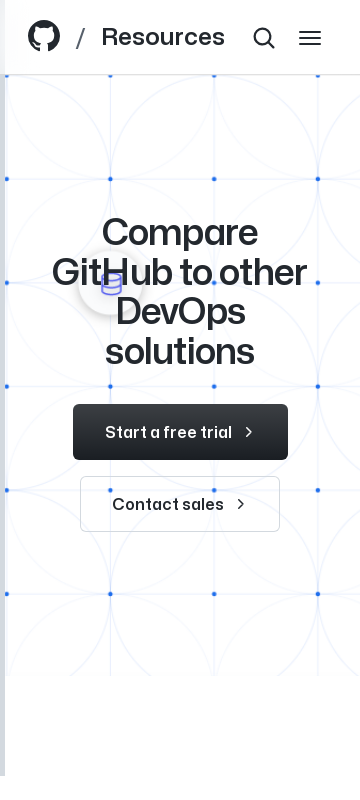 / Resources
Compare
GitHub to other
DevOps
solutions
Start a free trial
Contact sales